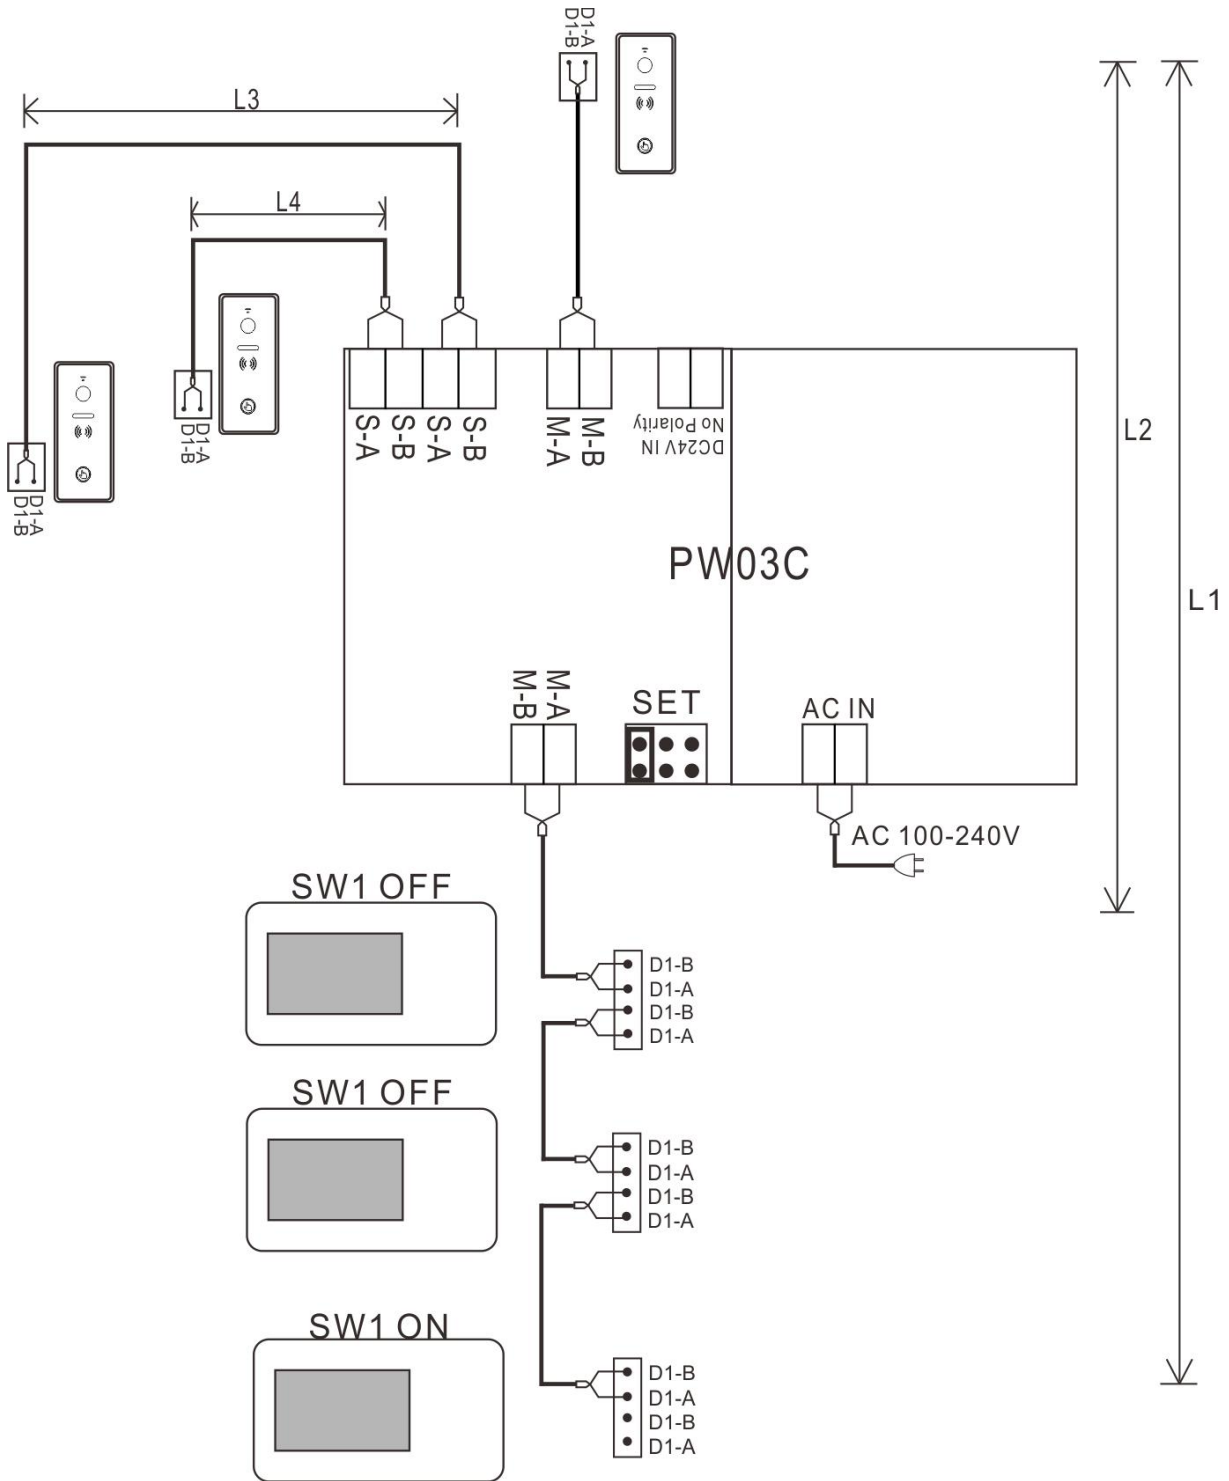 D1-A
D1-B
L3
L4
D1-A
D1-B
D1-A
D1-B
S-A
S-B
S-A
S-B
M-A
M-B
DC24V IN
No Polarity
L2
PW03C
L1
M-B
M-A
SET
AC IN
AC 100-240V
SW1 OFF
D1-B
D1-A
D1-B
D1-A
SW1 OFF
D1-B
D1-A
D1-B
D1-A
SW1 ON
D1-B
D1-A
D1-B
D1-A